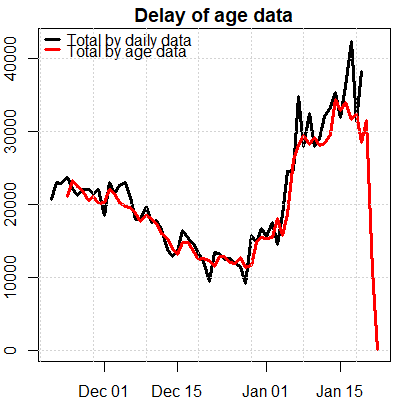 Delay of age data
Total by daily data
Total by age data
40000
30000
20000
10000
0
Dec 01 Dec 15 Jan 01 Jan 15